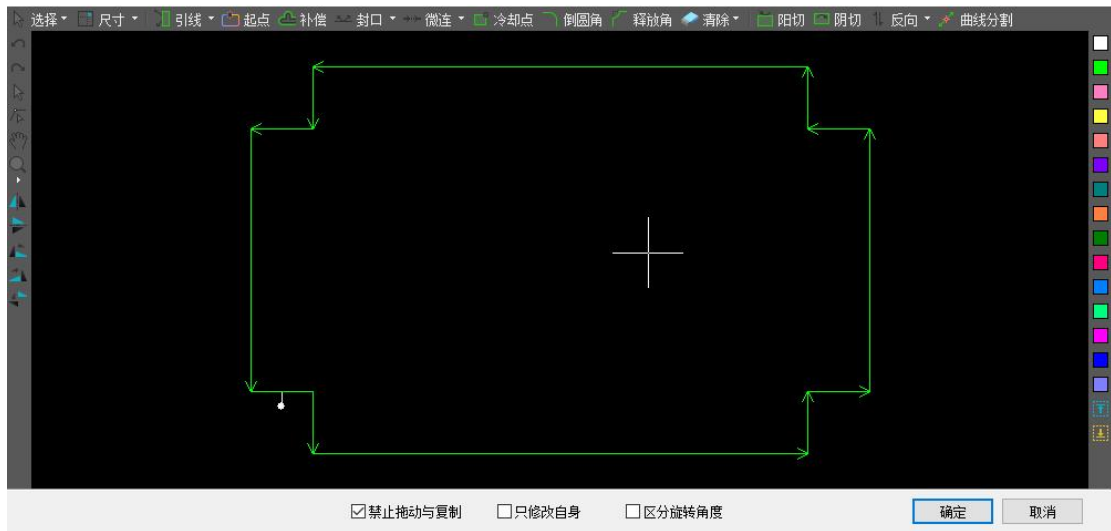 选择 尺寸 引线 起点 补偿 封口 微连 冷却点 倒圆角 释放角 清除 阳切 阴切 反向 曲线分割
禁止拖动与复制 只修改自身 区分旋转角度 确定 取消